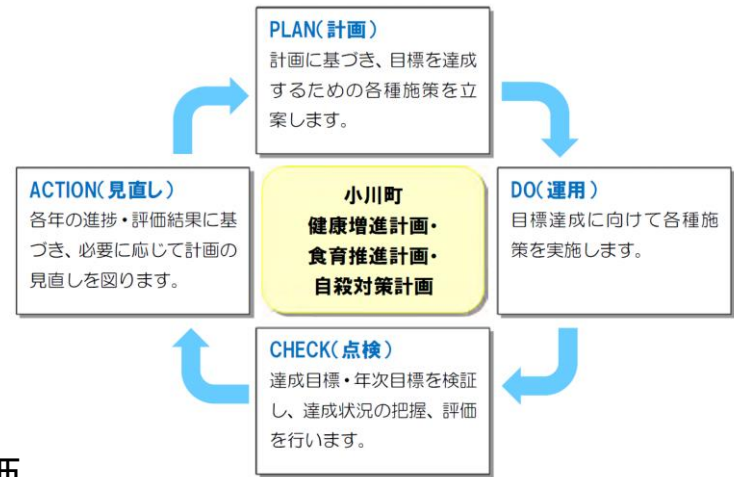 PLAN(計画)
計画に基づき、目標を達成
するための各種施策を立
案します。
ACTION(見直し)
各年の進捗・評価結果に基
づき、必要に応じて計画の
見直しを図ります。
小川町
健康増進計画・
食育推進計画・
自殺対策計画
DO(運用)
目標達成に向けて各種施
策を実施します。
CHECK(点検)
達成目標・年次目標を検証
し、達成状況の把握、評価
を行います。